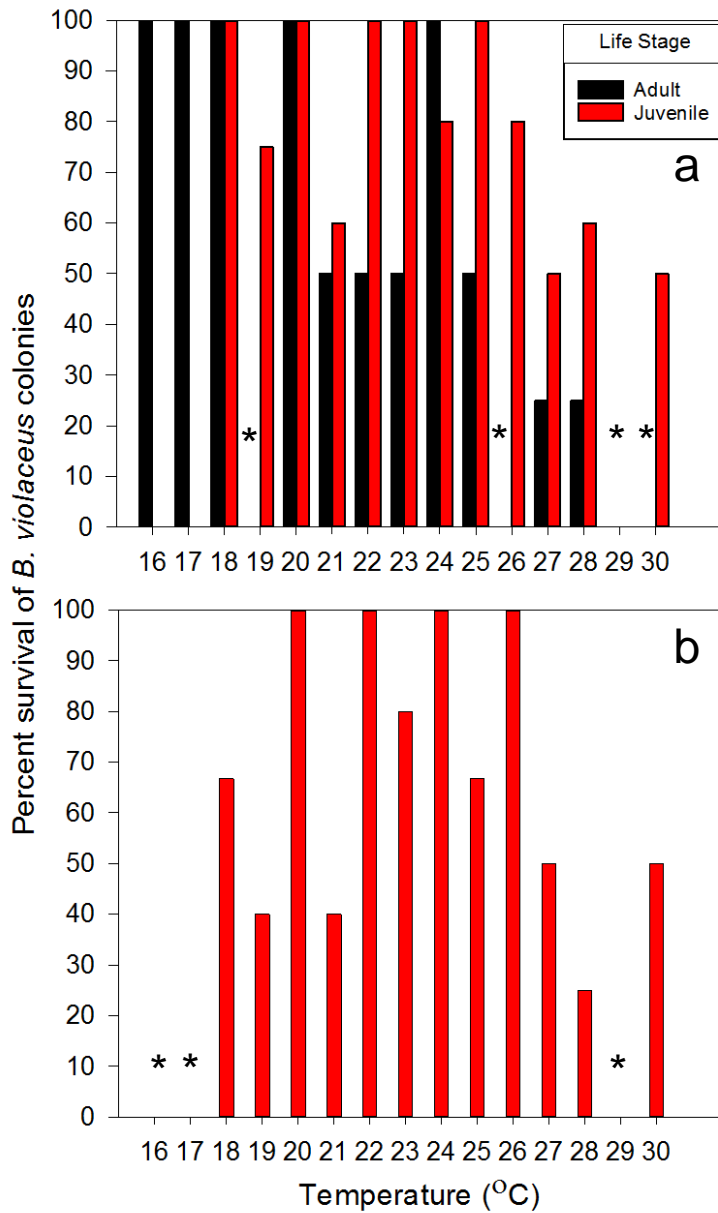 Percent survival of B. violaceus colonies
100
90
80
70
60
50
40
30
20
10
0
Life Stage
Adult
Juvenile
a
* * * *
16 17 18 19 20 21 22 23 24 25 26 27 28 29 30
100
90
80
70
60
50
40
30
20
10
0
b
* * *
16 17 18 19 20 21 22 23 24 25 26 27 28 29 30
Temperature (°C)